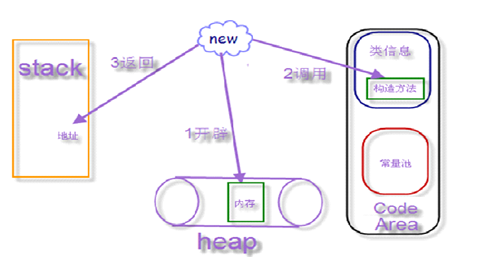 new
stack
3返回
2调用
类信息
构造方法
地址
1开辟
内存
常量池
heap
Code
Area